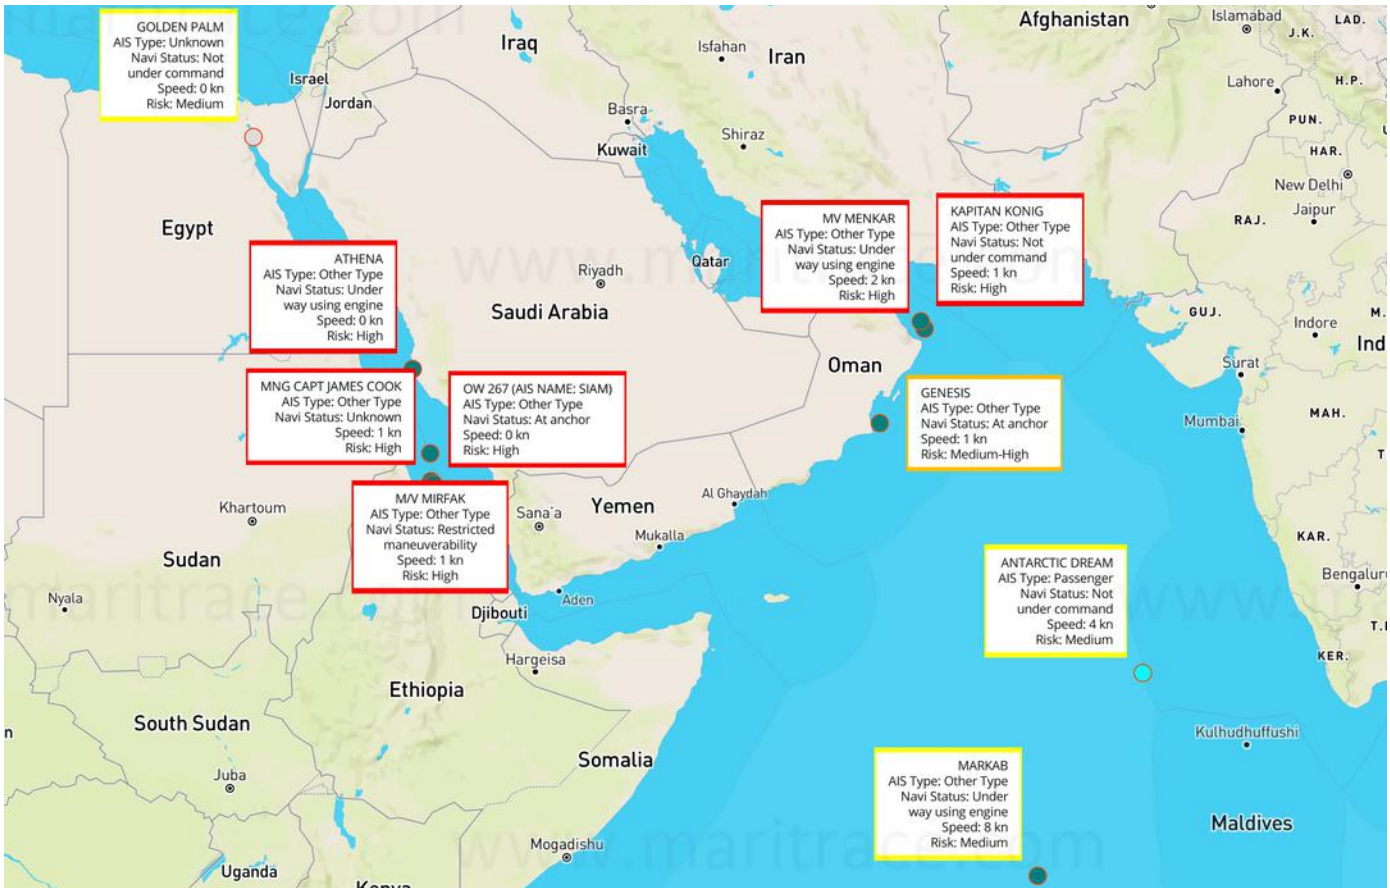 GOLDEN PALM
AIS Type: Unknown
Navi Status: Not
under command
Speed: 0 kn
Risk: Medium
Israel
Jordan
Iraq
Isfahan
Iran
Afghanistan
Islamabad
LAD.
J.K.
H.P.
Lahore
PUN.
HAR.
New Delhi
RAJ.
Jaipur
Basra
Kuwait
Shiraz
Egypt
Riyadh
Qatar
Saudi Arabia
www.maritrace.com
ATHENA
AIS Type: Other Type
Navi Status: Under
way using engine
Speed: 0 kn
Risk: High
MV MENKAR
AIS Type: Other Type
Navi Status: Under
way using engine
Speed: 2 kn
Risk: High
KAPITAN KONIG
AIS Type: Other Type
Navi Status: Not
under command
Speed: 1 kn
Risk: High
GUJ.
Indore
M.
Ind
Surat
Oman
MNG CAPT JAMES COOK
AIS Type: Other Type
Navi Status: Unknown
Speed: 1 kn
Risk: High
OW 267 (AIS NAME: SIAM)
AIS Type: Other Type
Navi Status: At anchor
Speed: 0 kn
Risk: High
GENESIS
AIS Type: Other Type
Navi Status: At anchor
Speed: 1 kn
Risk: Medium-High
Mumbai
MAH.
T.
M/V MIRFAK
AIS Type: Other Type
Navi Status: Restricted
maneuverability
Speed: 1 kn
Risk: High
Khartoum
Sudan
Nyala
Sana'a
Yemen
Al Ghaydah
Mukalla
Aden
Djibouti
Hargeisa
Ethiopia
South Sudan
Juba
Somalia
Mogadishu
Uganda
Kenya
maritrace.com
www.maritrace.com
ANTARCTIC DREAM
AIS Type: Passenger
Navi Status: Not
under command
Speed: 4 kn
Risk: Medium
KAR.
Bengaluru
T.
KER.
Kulhudhuffushi
Maldives
MARKAB
AIS Type: Other Type
Navi Status: Under
way using engine
Speed: 8 kn
Risk: Medium